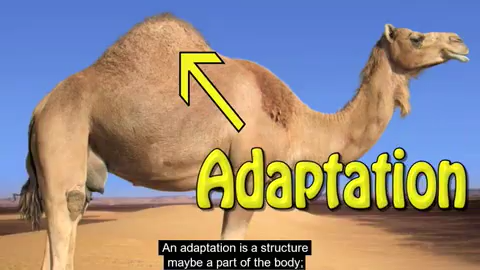 Adaptation
An adaptation is a structure
maybe a part of the body;